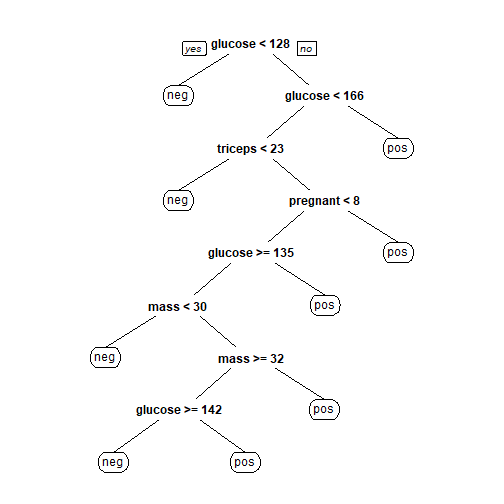 yes glucose < 128 no
neg glucose < 166
triceps < 23 pos
neg pregnant < 8
glucose >= 135 pos
mass < 30 pos
neg mass >= 32
glucose >= 142 pos
neg pos